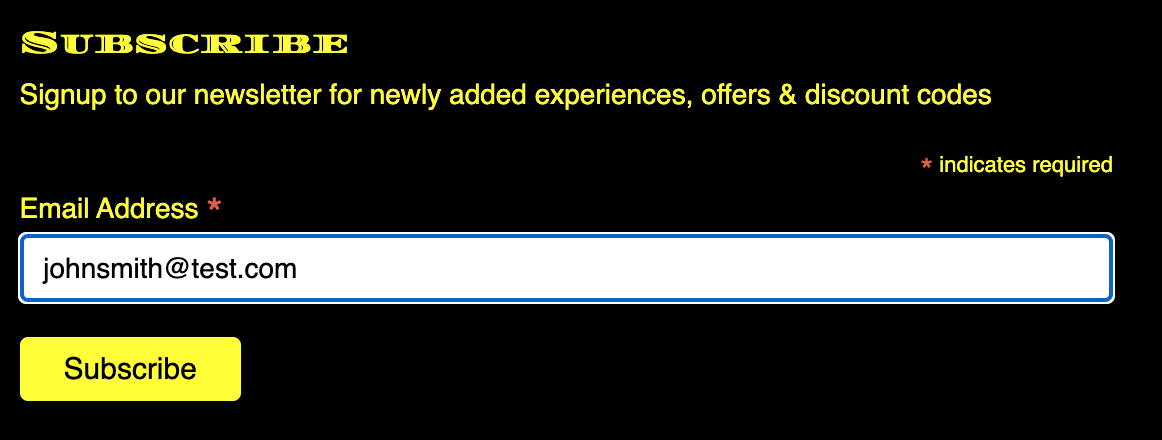 SUBSCRIBE
Signup to our newsletter for newly added experiences, offers & discount codes
* indicates required
Email Address *
johnsmith@test.com
Subscribe